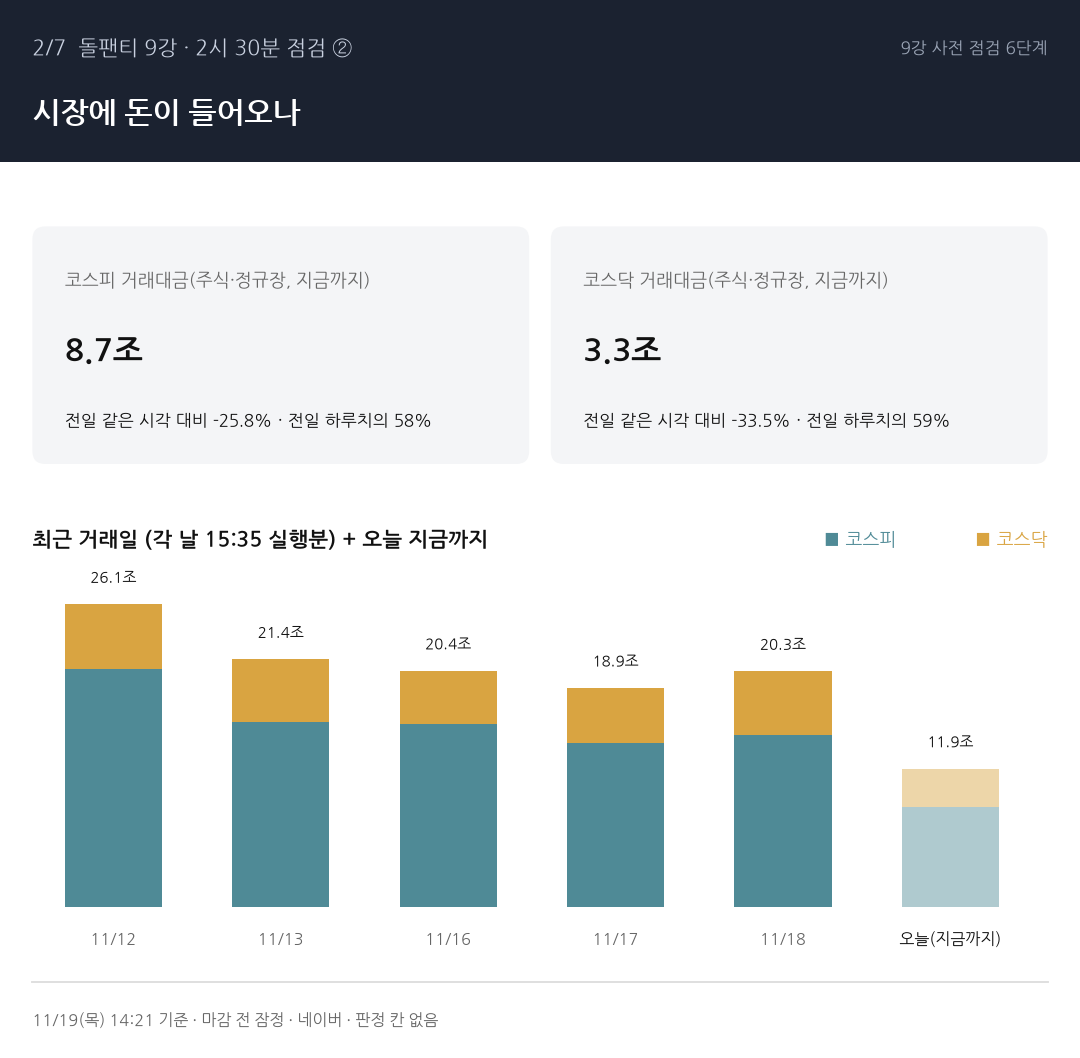 2/7 돌팬티 9강 · 2시 30분 점검 ②
9강 사전 점검 6단계
시장에 돈이 들어오나
코스피 거래대금(주식·정규장, 지금까지)
8.7조
전일 같은 시각 대비 -25.8% · 전일 하루치의 58%
코스닥 거래대금(주식·정규장, 지금까지)
3.3조
전일 같은 시각 대비 -33.5% · 전일 하루치의 59%
최근 거래일 (각 날 15:35 실행분) + 오늘 지금까지
■ 코스피
■ 코스닥
26.1조
21.4조
20.4조
18.9조
20.3조
11.9조
11/12
11/13
11/16
11/17
11/18
오늘(지금까지)
11/19(목) 14:21 기준 · 마감 전 잠정 · 네이버 · 판정 칸 없음